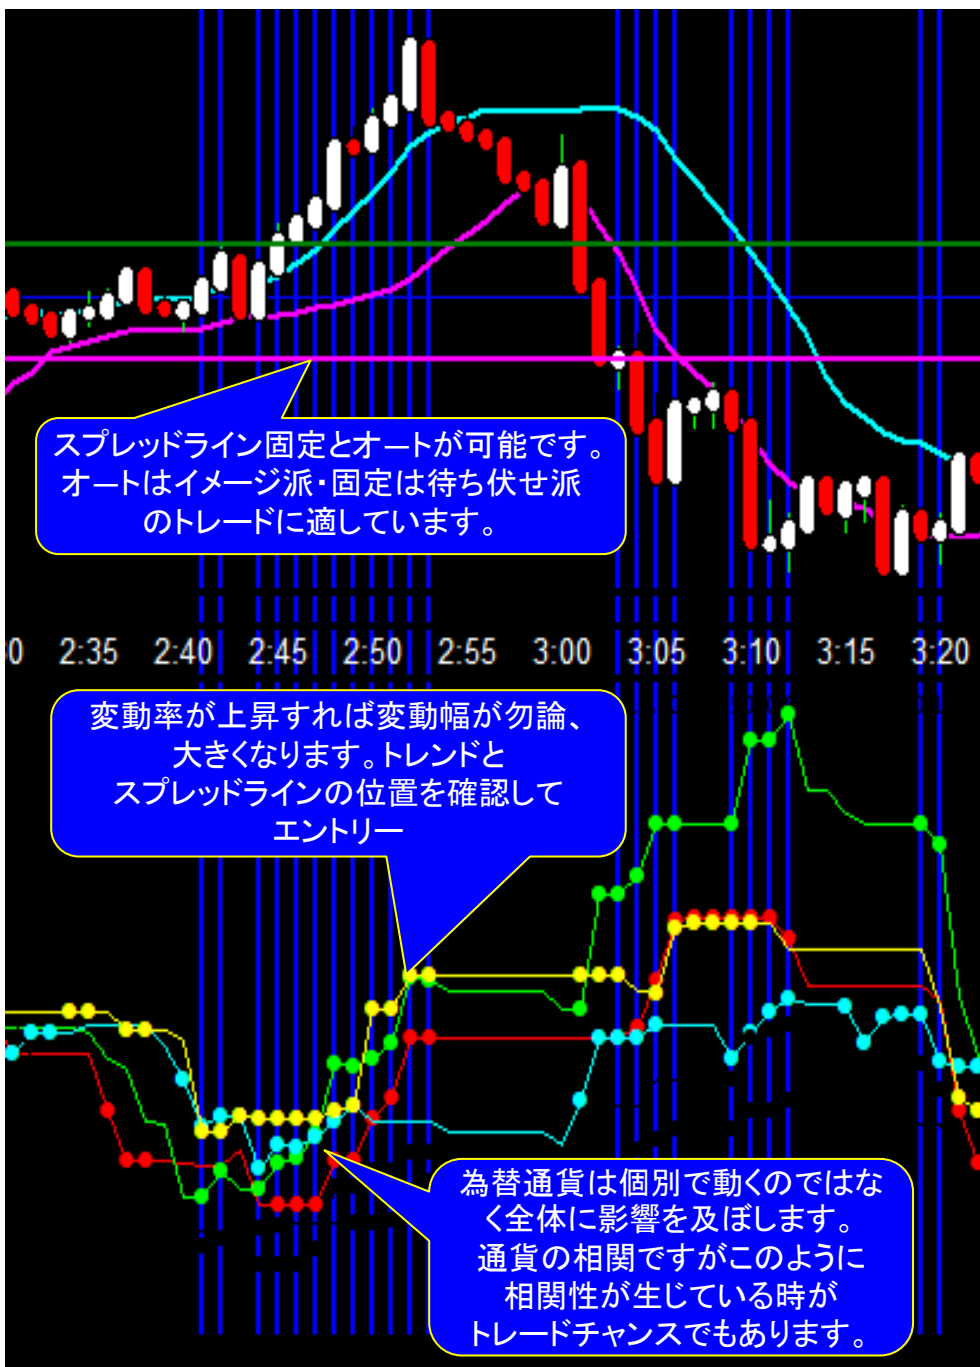 スプレッドライン固定とオートが可能です。
オートはイメージ派・固定は待ち伏せ派
のトレードに適しています。
0 2:35 2:40 2:45 2:50 2:55 3:00 3:05 3:10 3:15 3:20
変動率が上昇すれば変動幅が勿論、
大きくなります。トレンドと
スプレッドラインの位置を確認して
エントリー
為替通貨は個別で動くのではな
く全体に影響を及ぼします。
通貨の相関ですがこのように
相関性が生じている時が
トレードチャンスでもあります。